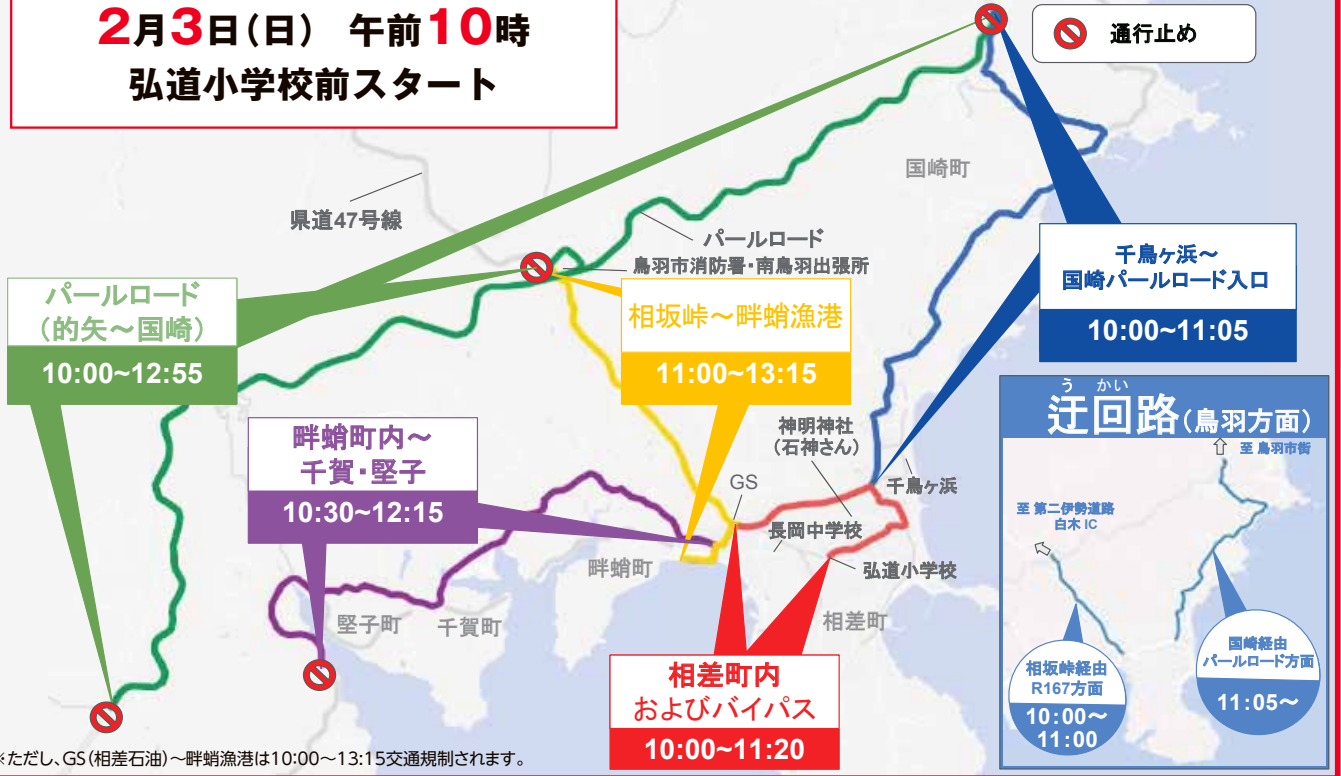 2月3日(日) 午前10時
弘道小学校前スタート
通行止め
国崎町
県道47号線
パールロード
鳥羽市消防署・南鳥羽出張所
千鳥ヶ浜～
国崎パールロード入口
10:00~11:05
パールロード
(的矢～国崎)
10:00~12:55
相坂峠～畔蛸漁港
11:00~13:15
畔蛸町内～
千賀・堅子
10:30~12:15
神明神社
(石神さん)
GS
千鳥ヶ浜
長岡中学校
弘道小学校
畔蛸町
相差町
堅子町
千賀町
相差町内
およびバイパス
10:00~11:20
う かい
迂回路(鳥羽方面)
至 鳥羽市街
至 第二伊勢道路
白木 IC
相坂峠経由
R167方面
10:00～
11:00
国崎経由
パールロード方面
11:05～
※ただし、GS(相差石油)～畔蛸漁港は10:00～13:15交通規制されます。